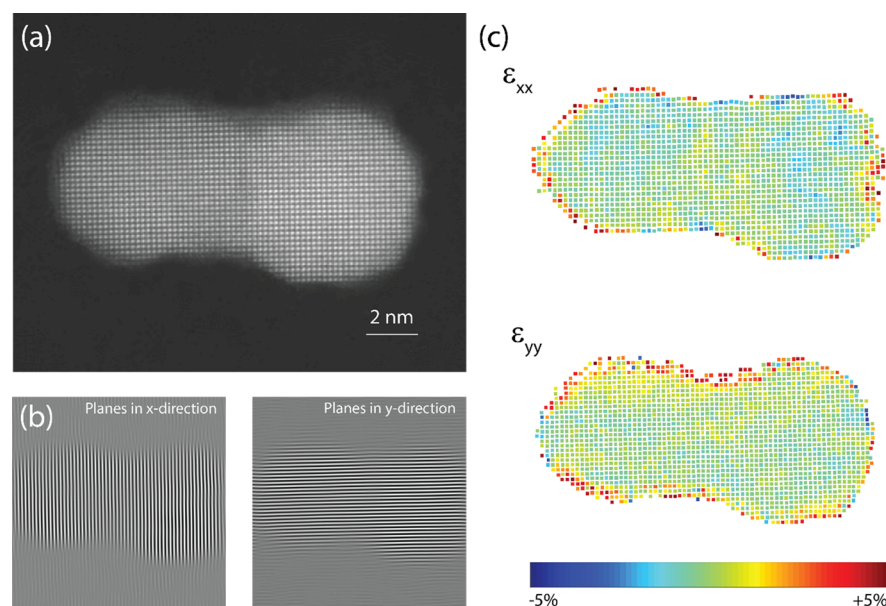 (a)
2 nm
(b)
Planes in x-direction
Planes in y-direction
(c)
εxx
εyy
-5%
+5%